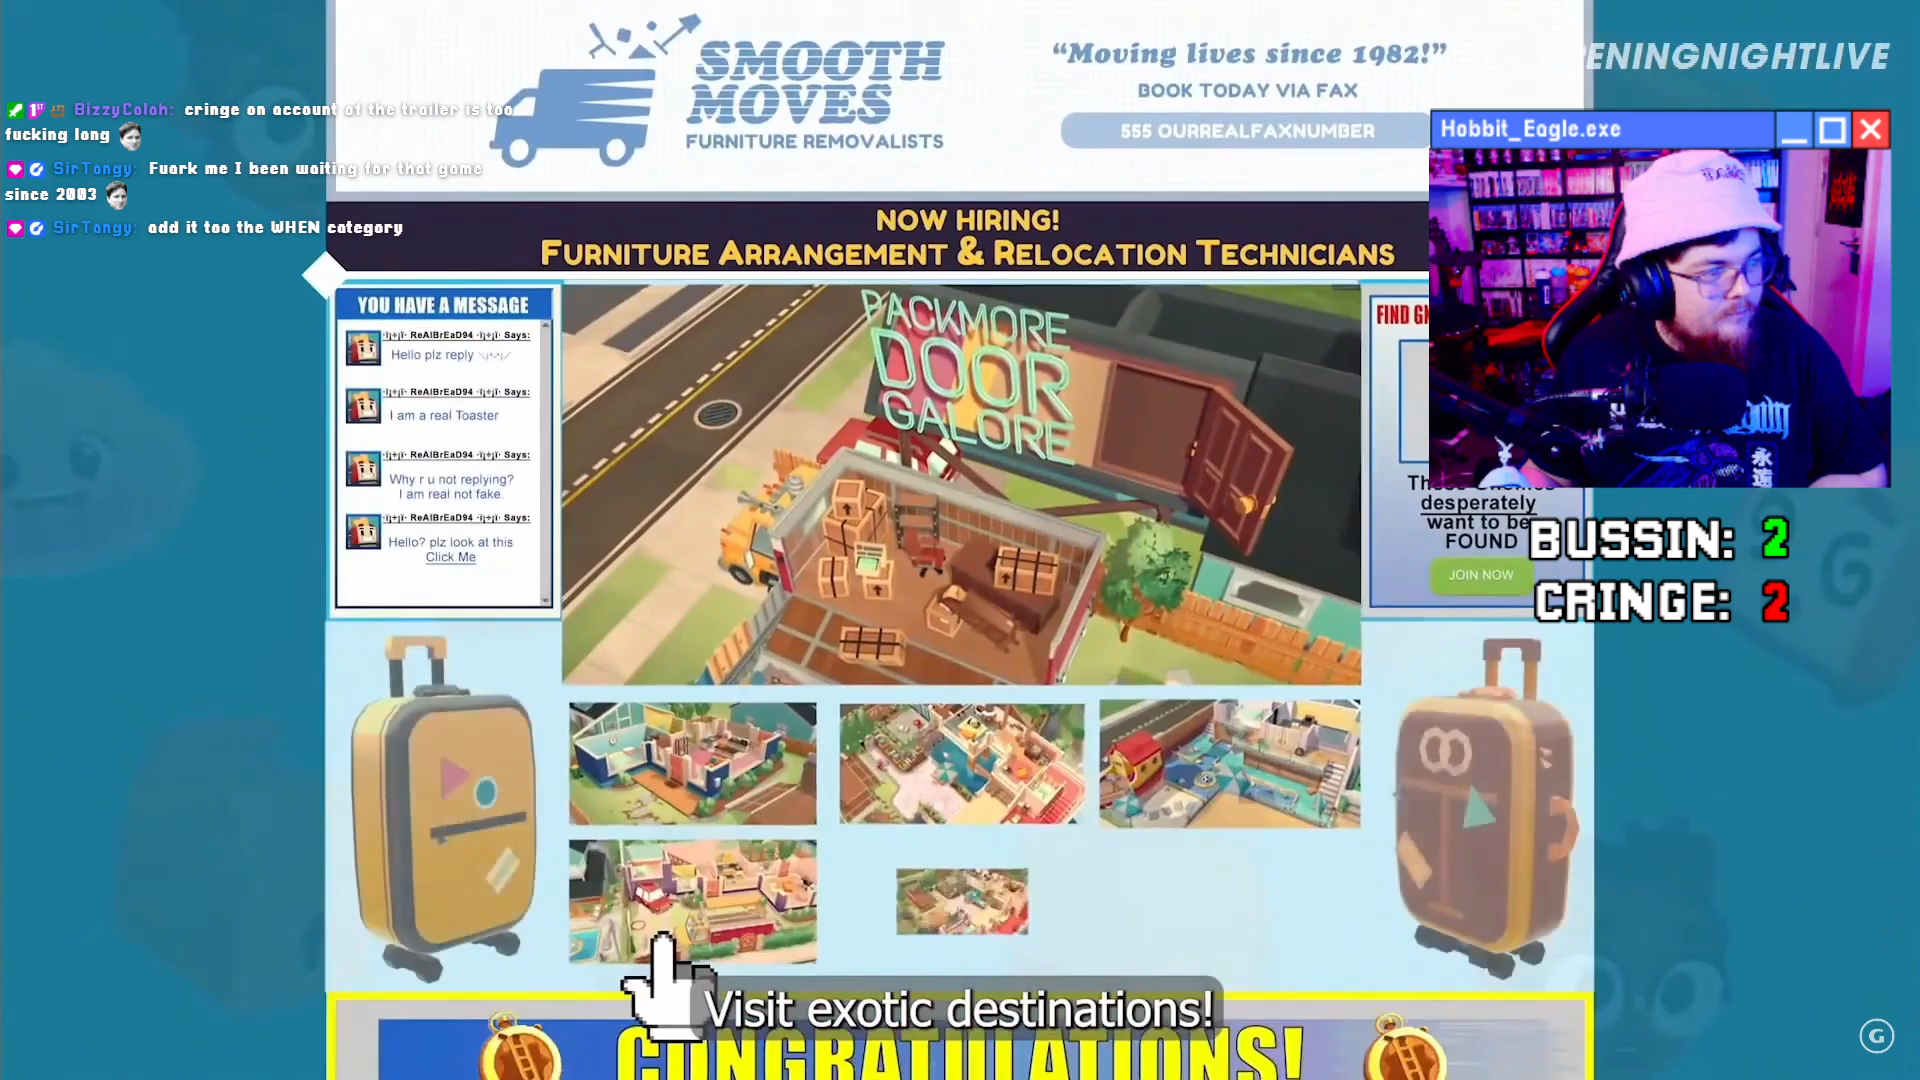 SMOOTH
MOVES
FURNITURE REMOVALISTS
“Moving lives since 1982!”
BOOK TODAY VIA FAX
555 OURREALFAXNUMBER
ENINGNIGHTLIVE
BizzyColah: cringe on account of the trailer is too
fucking long
SirTangy: Fuark me I been waiting for that game
since 2003
SirTangy: add it too the WHEN category
Hobbit_Eagle.exe
NOW HIRING!
FURNITURE ARRANGEMENT & RELOCATION TECHNICIANS
YOU HAVE A MESSAGE
·ï¡÷¡ï· ReAlBrEaD94 ·ï¡÷¡ï· Says:
Hello plz reply
·ï¡÷¡ï· ReAlBrEaD94 ·ï¡÷¡ï· Says:
I am a real Toaster
·ï¡÷¡ï· ReAlBrEaD94 ·ï¡÷¡ï· Says:
Why r u not replying?
I am real not fake.
·ï¡÷¡ï· ReAlBrEaD94 ·ï¡÷¡ï· Says:
Hello? plz look at this
Click Me
PACKMORE
DOOR
GALORE
FIND
desperately
want to be
FOUND
JOIN NOW
永
遠
BUSSIN: 2
CRINGE: 2
Visit exotic destinations!
CONGRATULATIONS!
G